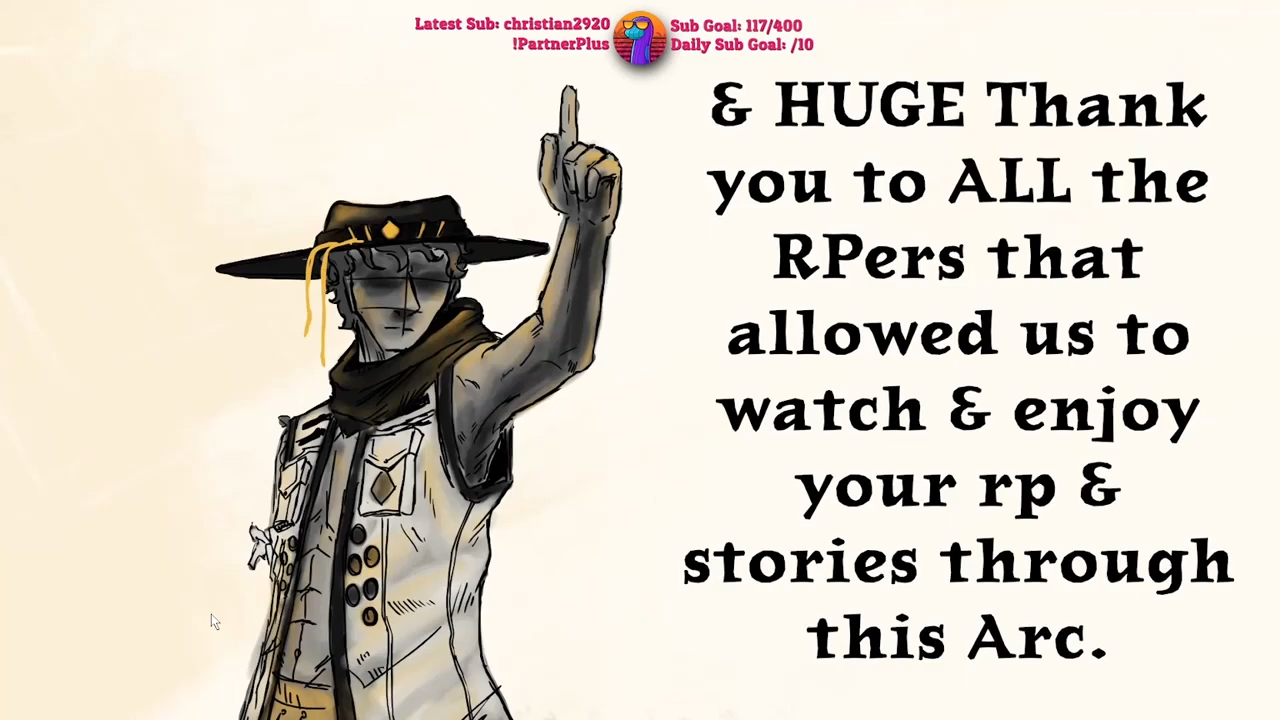 Latest Sub: christian2920
!PartnerPlus
Sub Goal: 117/400
Daily Sub Goal: /10
& HUGE Thank
you to ALL the
RPers that
allowed us to
watch & enjoy
your rp &
stories through
this Arc.